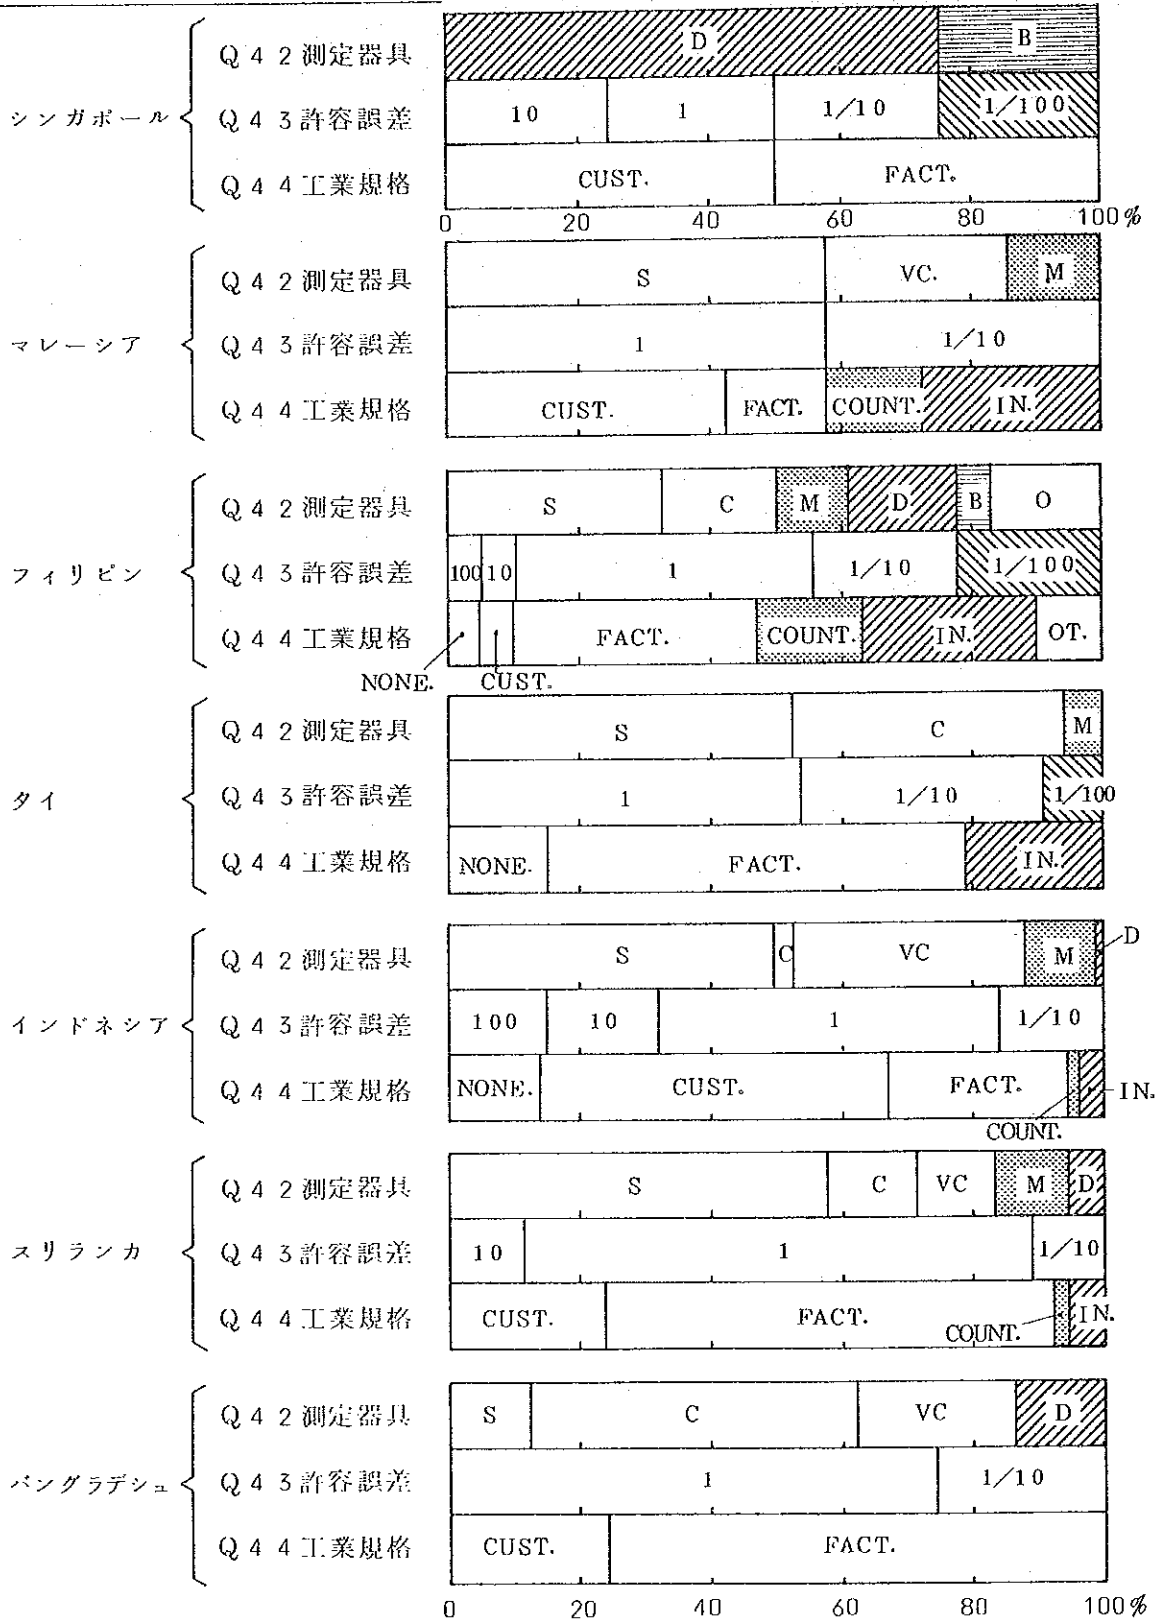 Q42測定器具 D B
シンガポール Q43許容誤差 10 1 1/10 1/100
Q44工業規格 CUST. FACT.
0 20 40 60 80 100%
Q42測定器具 S VC. M
マレーシア Q43許容誤差 1 1/10
Q44工業規格 CUST. FACT. COUNT. IN.
Q42測定器具 S C M D B O
フィリピン Q43許容誤差 100 10 1 1/10 1/100
Q44工業規格 FACT. COUNT. IN. OT.
NONE. CUST.
Q42測定器具 S C M
タイ Q43許容誤差 1 1/10 1/100
Q44工業規格 NONE. FACT. IN.
Q42測定器具 S C VC M D
インドネシア Q43許容誤差 100 10 1 1/10
Q44工業規格 NONE. CUST. FACT. IN.
COUNT.
Q42測定器具 S C VC M D
スリランカ Q43許容誤差 10 1 1/10
Q44工業規格 CUST. FACT. COUNT. IN.
Q42測定器具 S C VC D
バングラデシュ Q43許容誤差 1 1/10
Q44工業規格 CUST. FACT.
0 20 40 60 80 100%